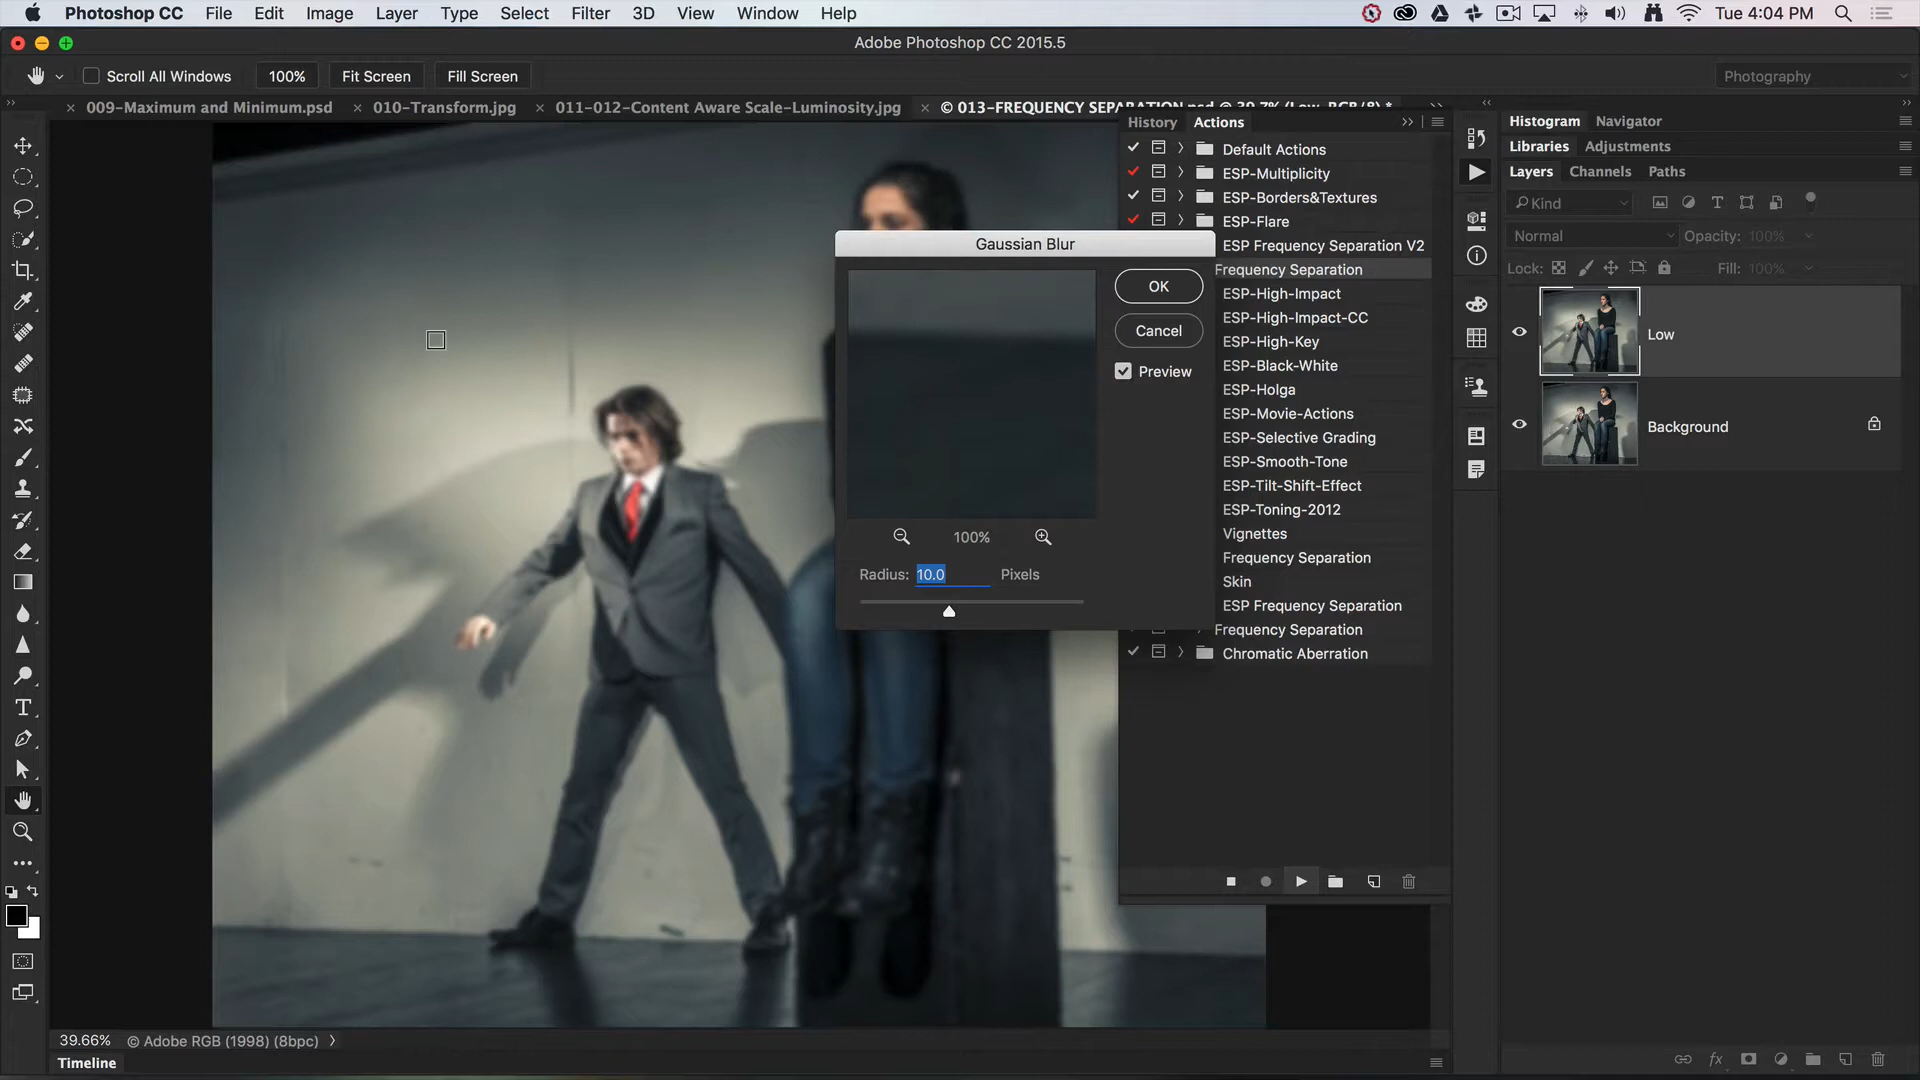 Photoshop CC File Edit Image Layer Type Select Filter 3D View Window Help Tue 4:04 PM
Adobe Photoshop CC 2015.5
Scroll All Windows 100% Fit Screen Fill Screen Photography
009-Maximum and Minimum.psd 010-Transform.jpg 011-012-Content Aware Scale-Luminosity.jpg © 013-FREQUENCY SEPARATION.psd @ 39.7% (Low, RGB/8) *
History Actions
Default Actions
ESP-Multiplicity
ESP-Borders&Textures
ESP-Flare
ESP Frequency Separation V2
Frequency Separation
ESP-High-Impact
ESP-High-Impact-CC
ESP-High-Key
ESP-Black-White
ESP-Holga
ESP-Movie-Actions
ESP-Selective Grading
ESP-Smooth-Tone
ESP-Tilt-Shift-Effect
ESP-Toning-2012
Vignettes
Frequency Separation
Skin
ESP Frequency Separation
Frequency Separation
Chromatic Aberration
Gaussian Blur
OK
Cancel
Preview
100%
Radius: 10.0 Pixels
Histogram Navigator
Libraries Adjustments
Layers Channels Paths
Kind
Normal Opacity: 100%
Lock: Fill: 100%
Low
Background
39.66% © Adobe RGB (1998) (8bpc)
Timeline